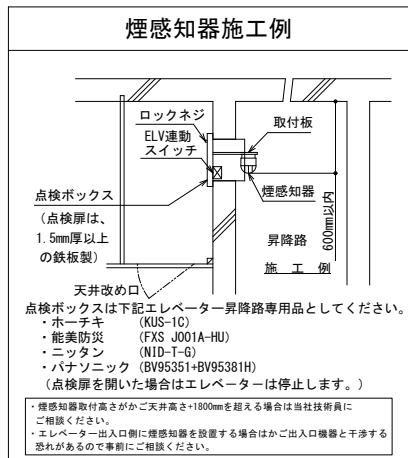 煙感知器施工例
ロックネジ
ELV連動
スイッチ
取付板
点検ボックス
(点検扉は、
1.5mm厚以上
の鉄板製)
煙感知器
昇降路
600mm以内
施工例
天井改め口
点検ボックスは下記エレベーター昇降路専用品としてください。
・ホーチキ (KUS-1C)
・能美防災 (FXS J001A-HU)
・ニッタン (NID-T-G)
・パナソニック (BV95351+BV95381H)
(点検扉を開いた場合はエレベーターは停止します。)
・煙感知器取付高さがかご天井高さ+1800mmを超える場合は当社技術員に
ご相談ください。
・エレベーター出入口側に煙感知器を設置する場合はかご出入口機器と干渉する
恐れがあるので事前にご相談ください。